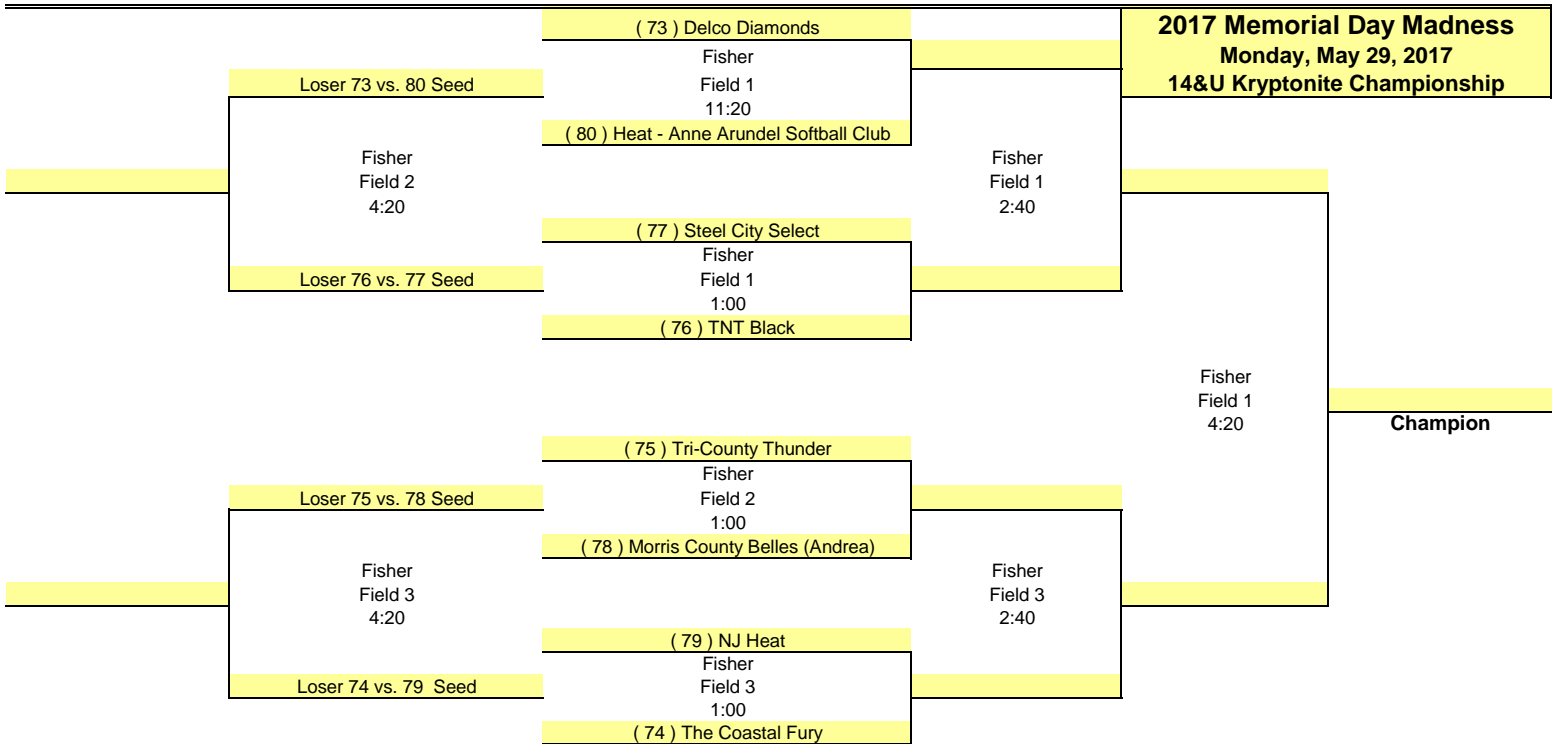 2017 Memorial Day Madness
Monday, May 29, 2017
14&U Kryptonite Championship
( 73 ) Delco Diamonds
Fisher
Field 1
11:20
( 80 ) Heat - Anne Arundel Softball Club
Loser 73 vs. 80 Seed
Fisher
Field 2
4:20
Loser 76 vs. 77 Seed
( 77 ) Steel City Select
Fisher
Field 1
1:00
( 76 ) TNT Black
Fisher
Field 1
2:40
Fisher
Field 1
4:20
Champion
( 75 ) Tri-County Thunder
Fisher
Field 2
1:00
( 78 ) Morris County Belles (Andrea)
Loser 75 vs. 78 Seed
Fisher
Field 3
4:20
Loser 74 vs. 79 Seed
( 79 ) NJ Heat
Fisher
Field 3
1:00
( 74 ) The Coastal Fury
Fisher
Field 3
2:40